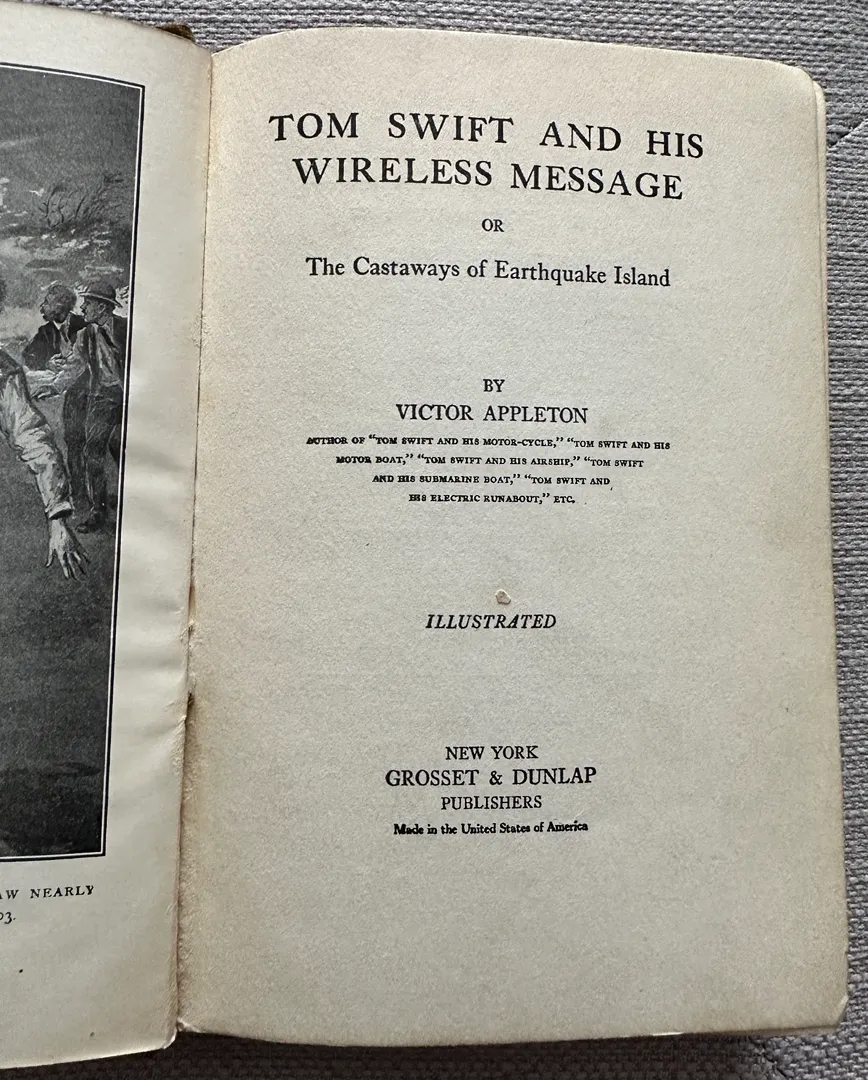 AW NEARLY
03.
TOM SWIFT AND HIS
WIRELESS MESSAGE
OR
The Castaways of Earthquake Island
BY
VICTOR APPLETON
AUTHOR OF "TOM SWIFT AND HIS MOTOR-CYCLE," "TOM SWIFT AND HIS
MOTOR BOAT," "TOM SWIFT AND HIS AIRSHIP," "TOM SWIFT
AND HIS SUBMARINE BOAT," "TOM SWIFT AND
HIS ELECTRIC RUNABOUT," ETC.
ILLUSTRATED
NEW YORK
GROSSET & DUNLAP
PUBLISHERS
Made in the United States of America